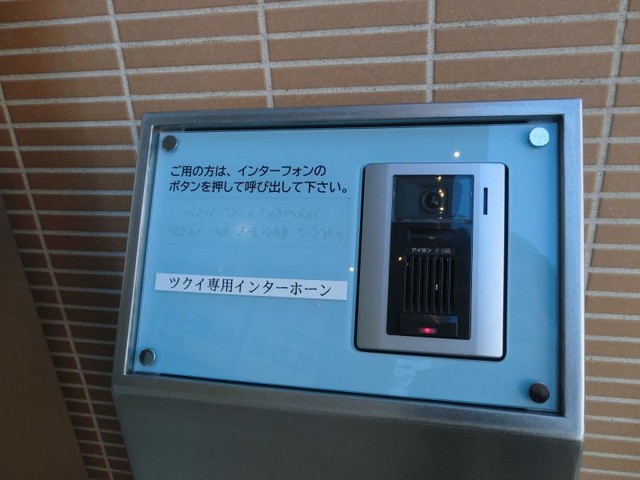 ご用の方は、インターフォンの
ボタンを押して呼び出して下さい。
ツクイ専用インターホーン
アイホン